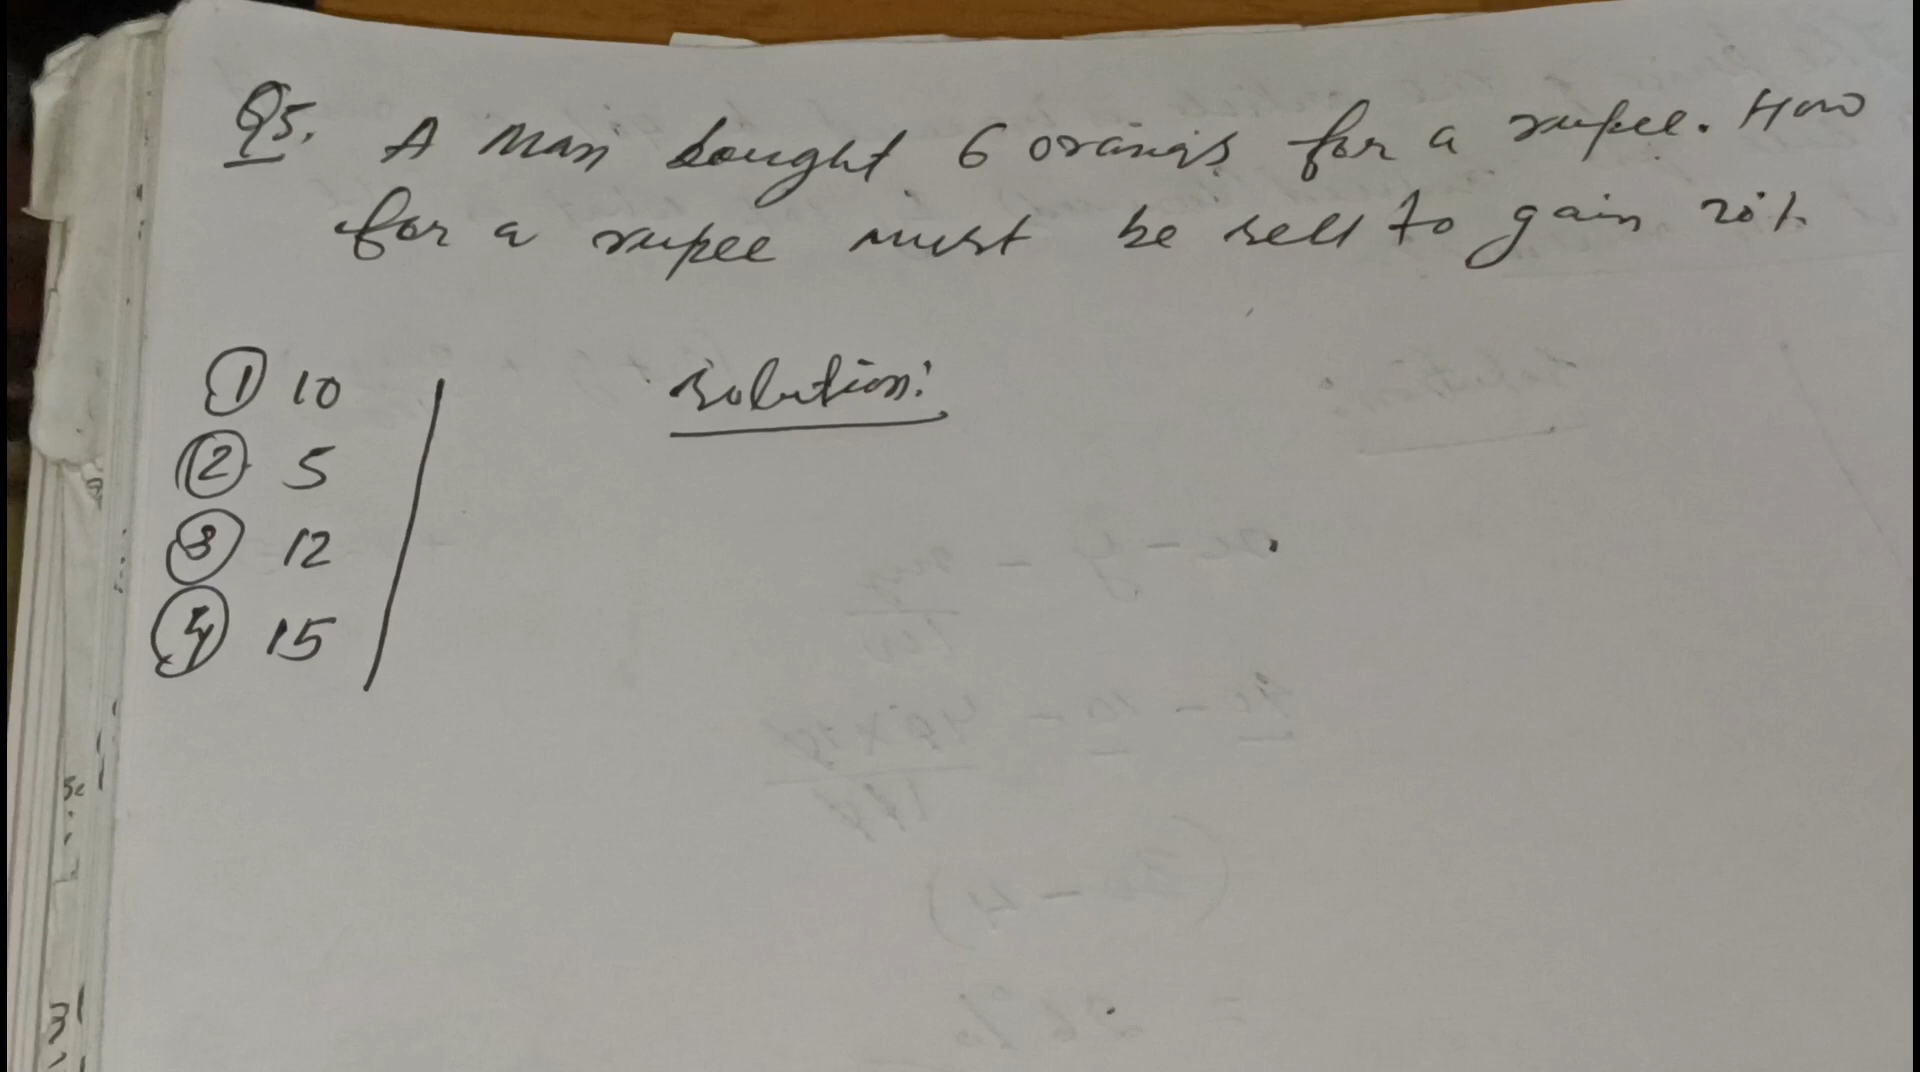 Q5. A Man bought 6 oranges for a rupee. How
for a rupee must be sell to gain 20%
Solution:
① 10
② 5
③ 12
④ 15